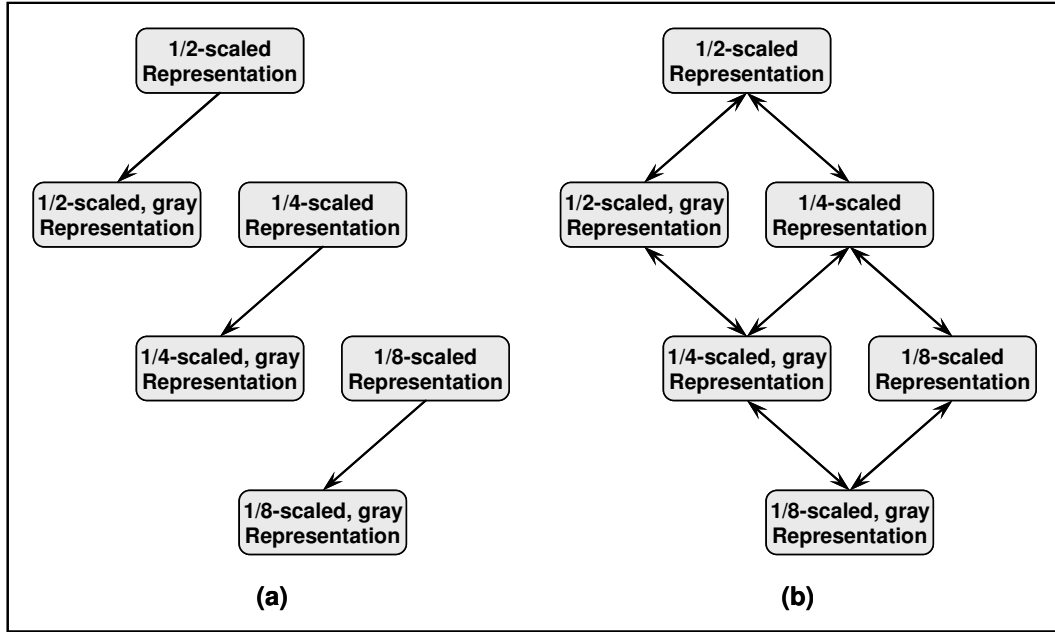 1/2-scaled
Representation
1/2-scaled, gray
Representation
1/4-scaled
Representation
1/4-scaled, gray
Representation
1/8-scaled
Representation
1/8-scaled, gray
Representation
(a)
1/2-scaled
Representation
1/2-scaled, gray
Representation
1/4-scaled
Representation
1/4-scaled, gray
Representation
1/8-scaled
Representation
1/8-scaled, gray
Representation
(b)